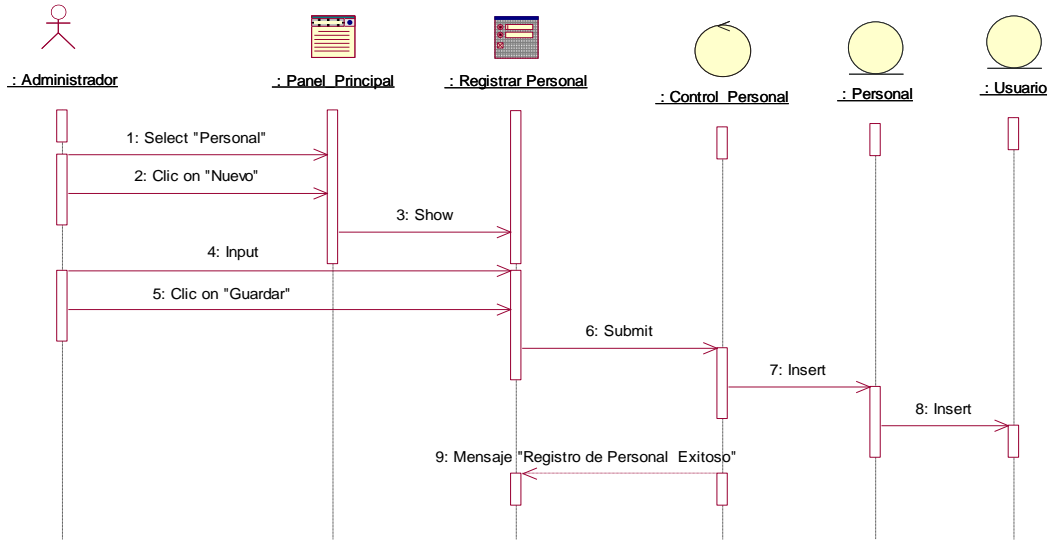 : Administrador
: Panel_Principal
: Registrar Personal
: Control_Personal
: Personal
: Usuario
1: Select "Personal"
2: Clic on "Nuevo"
3: Show
4: Input
5: Clic on "Guardar"
6: Submit
7: Insert
8: Insert
9: Mensaje "Registro de Personal Exitoso"